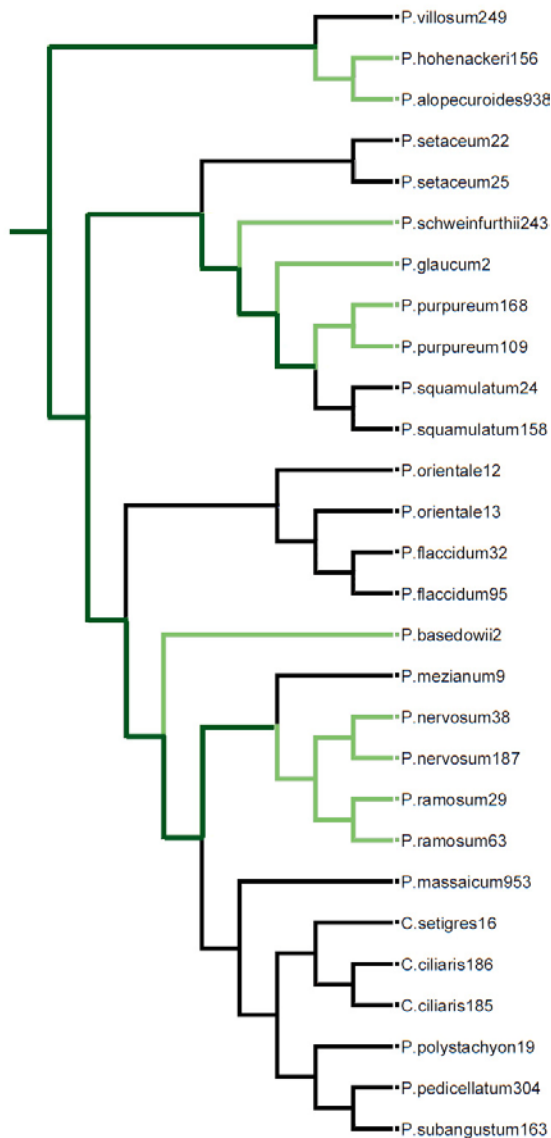 P.villosum249
P.hohenackeri156
P.alopecuroides938
P.setaceum22
P.setaceum25
P.schweinfurthii243
P.glaucum2
P.purpureum168
P.purpureum109
P.squamulatum24
P.squamulatum158
P.orientale12
P.orientale13
P.flaccidum32
P.flaccidum95
P.basedowii2
P.mezianum9
P.nervosum38
P.nervosum187
P.ramosum29
P.ramosum63
P.massaicum953
C.setigres16
C.ciliaris186
C.ciliaris185
P.polystachyon19
P.pedicellatum304
P.subangustum163